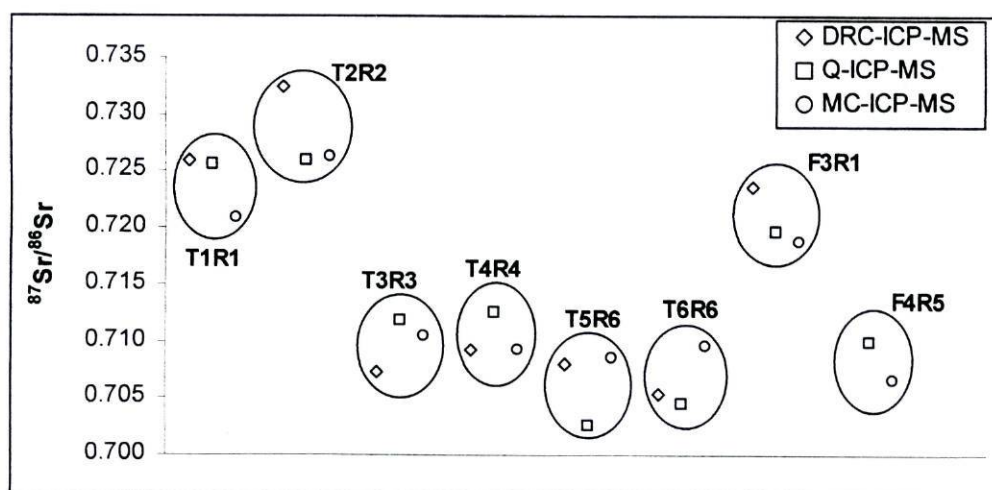 ◇ DRC-ICP-MS
□ Q-ICP-MS
○ MC-ICP-MS
0.735
0.730
0.725
0.720
0.715
0.710
0.705
0.700
⁸⁷Sr/⁸⁶Sr
T1R1
T2R2
T3R3
T4R4
T5R6
T6R6
F3R1
F4R5